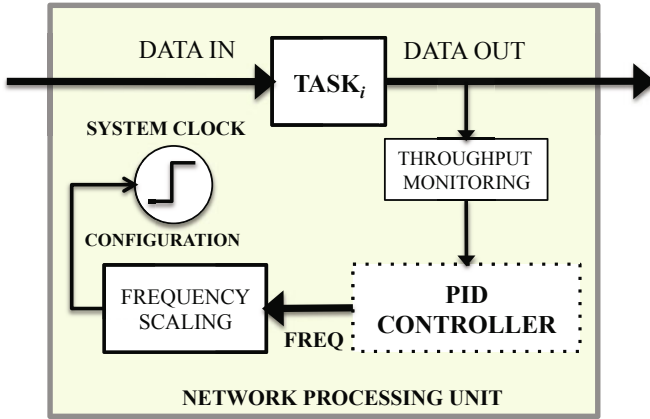 DATA IN
DATA OUT
TASKi
SYSTEM CLOCK
THROUGHPUT
MONITORING
CONFIGURATION
FREQUENCY
SCALING
PID
CONTROLLER
FREQ
NETWORK PROCESSING UNIT